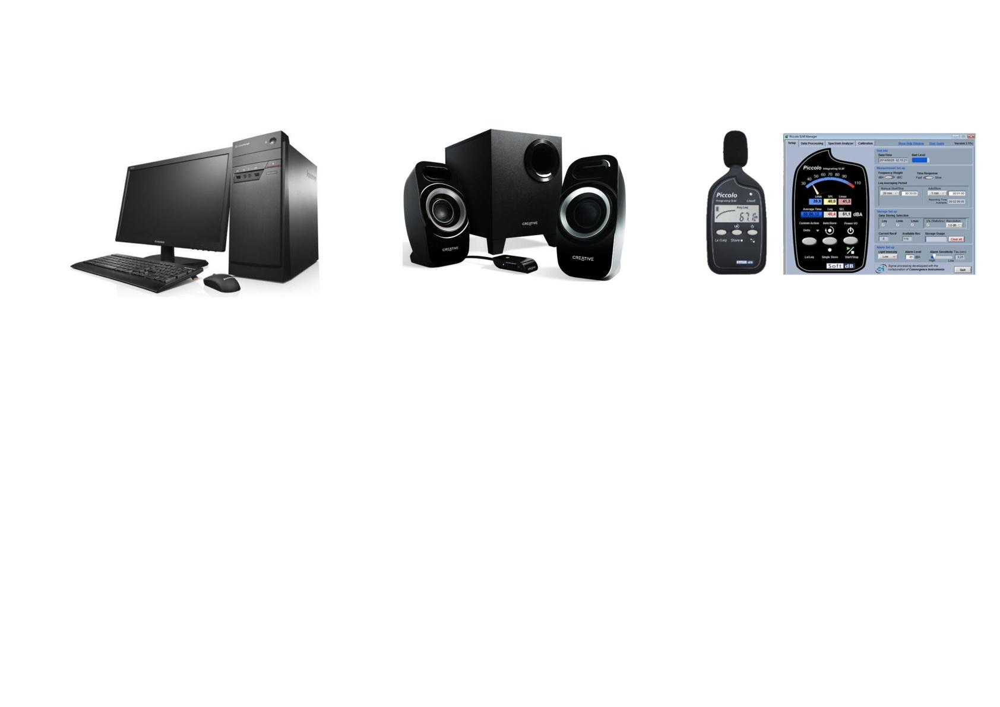 lenovo
lenovo
CREATIVE
CREATIVE
CREATIVE
Piccolo
Integrating SLM
Loud
Avg Leq
67.1
Lx /Leq
Store
Soft dB
Piccolo SLM Manager
Setup
Data Processing
Spectrum Analyzer
Calibration
Show Help Window
User Guide
Version 2.11c
Unit info
Date/Time
Batt Level
2014/06/26 02:15:21
Measurement Set up
Frequency Weight
Time Response
dBA
dBC
Fast
Slow
Leq Averaging Period
Manual Start/Stop
AutoStore
30 min
00:30:00
1 min
00:01:00
Recording Time
Available
00:02:00:00
Storage Set up
Data Storing Selection
Leq
Lmin
Lmax
L% (Statistics)
Resolution
1.0 dB
Current Rec#
Available Rec
Storage Usage
0
Clear all
Alarm Set up
Light Intensity
Alarm Level
Alarm Sensitivity
Tau (sec)
Low
85 dBA
High
Low
0,25
Signal processing developped with the
collaboration of Convergence Instruments
Quit
Piccolo Integrating SLM
30 40 50 60 70 80 90 110
Lmin SPL Lmax
39,9 40,0 41,3
Average Time Leq SEL
00:00:12 40,4 51,1 dBA
Custom Action AutoStore Power I/O
Units
Lx/Leq Single Store Start/Stop
Soft dB